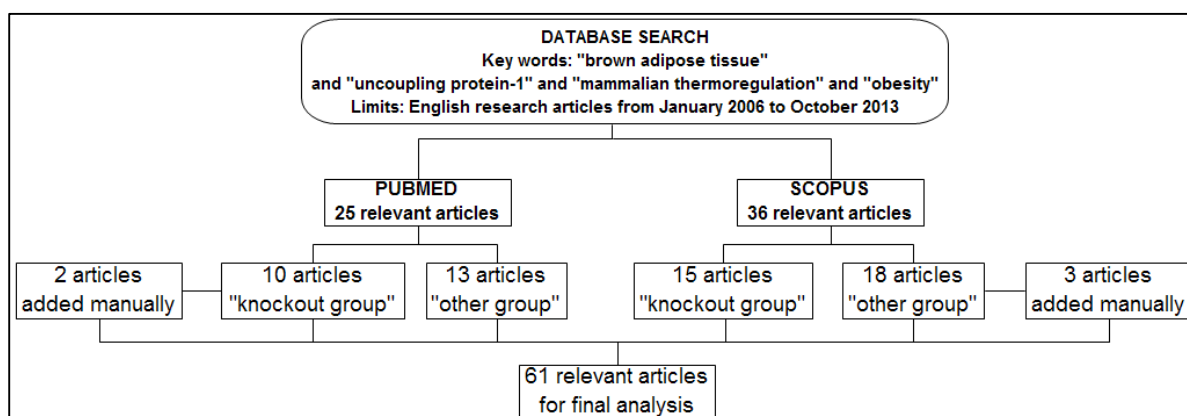 DATABASE SEARCH
Key words: "brown adipose tissue"
and "uncoupling protein-1" and "mammalian thermoregulation" and "obesity"
Limits: English research articles from January 2006 to October 2013
PUBMED
25 relevant articles
SCOPUS
36 relevant articles
2 articles
added manually
10 articles
"knockout group"
13 articles
"other group"
15 articles
"knockout group"
18 articles
"other group"
3 articles
added manually
61 relevant articles
for final analysis